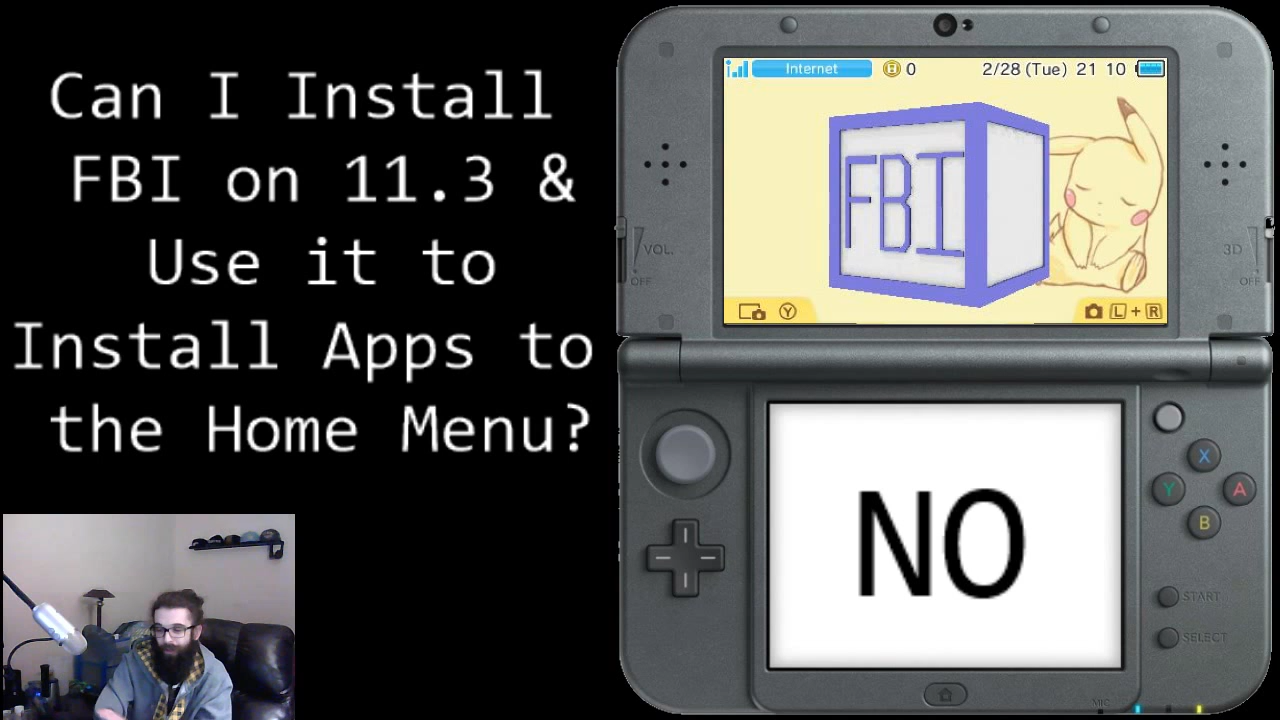 Can I Install
FBI on 11.3 &
Use it to
Install Apps to
the Home Menu?
Internet
0
2/28 (Tue) 21 10
FBI
Y
L + R
VOL.
OFF
3D
OFF
NO
X
Y
A
B
START
SELECT
MIC